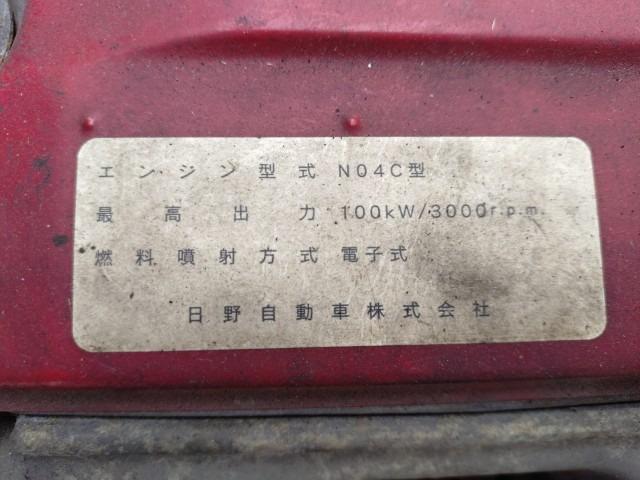 エンジン型式 N04C型
最高出力 100kW/3000r.p.m.
燃料噴射方式 電子式
日野自動車株式会社